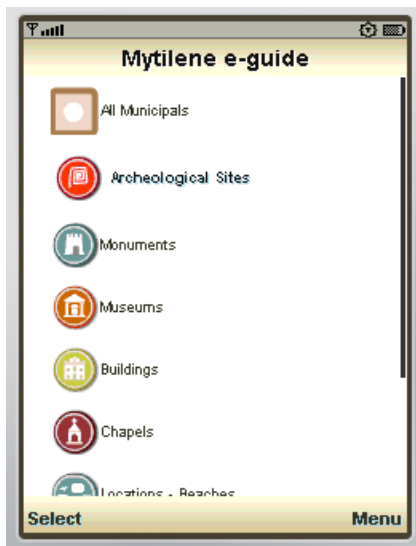 Mytilene e-guide
All Municipals
Archeological Sites
Monuments
Museums
Buildings
Chapels
Locations - Beaches
Select
Menu